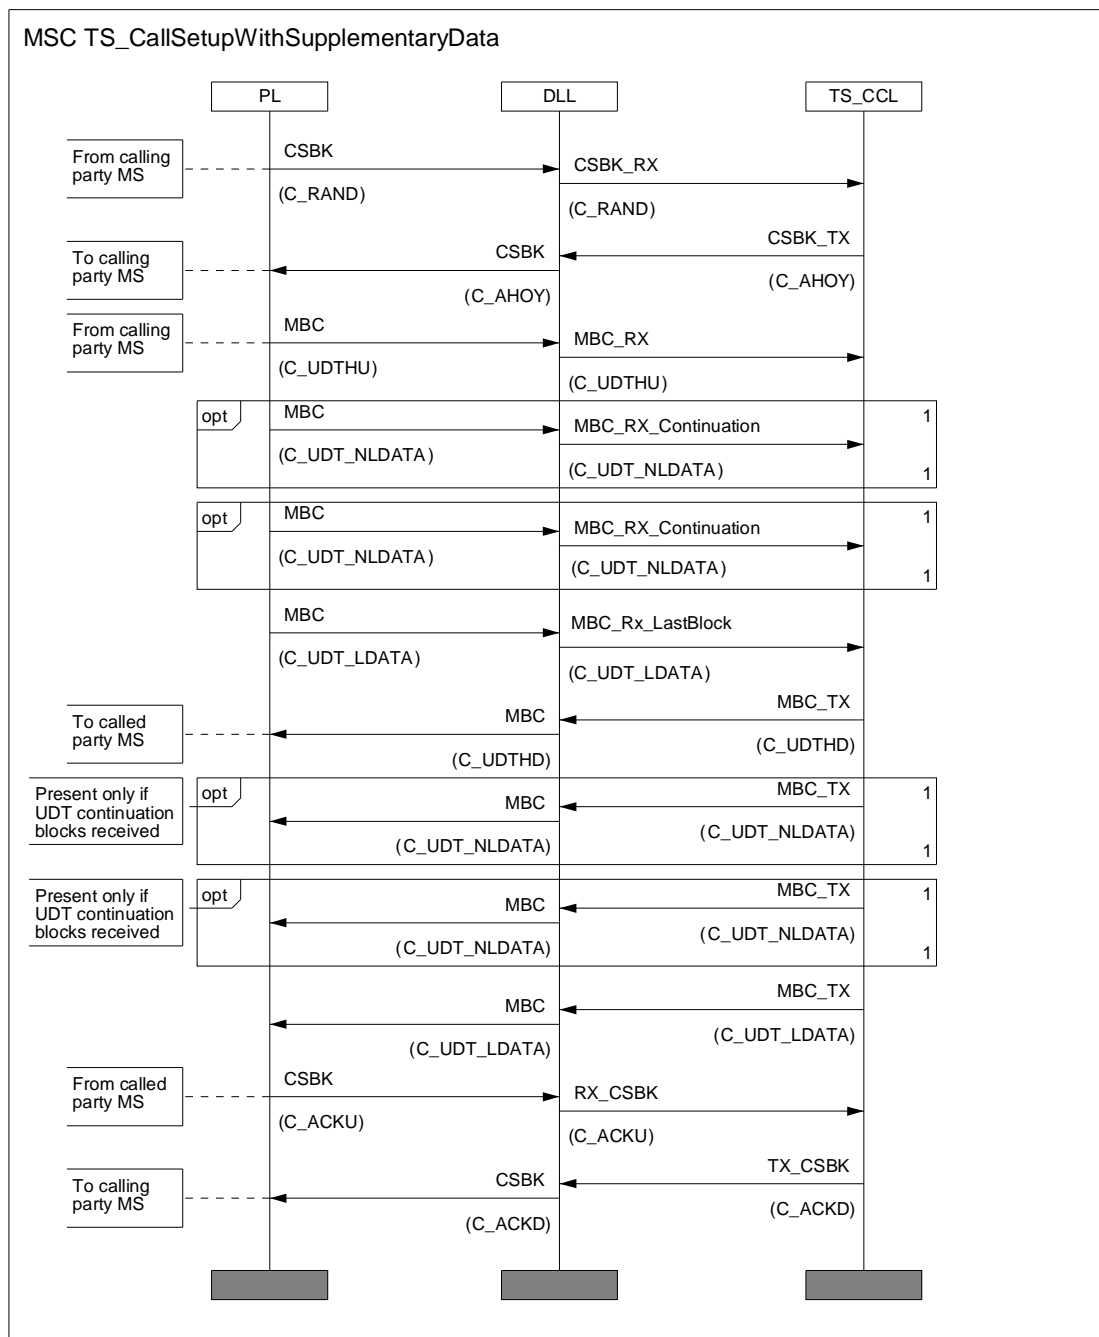 MSC TS_CallSetupWithSupplementaryData
PL
DLL
TS_CCL
From calling
party MS
CSBK
(C_RAND)
CSBK_RX
(C_RAND)
To calling
party MS
CSBK
(C_AHOY)
CSBK_TX
(C_AHOY)
From calling
party MS
MBC
(C_UDTHU)
MBC_RX
(C_UDTHU)
opt
MBC
(C_UDT_NLDATA)
MBC_RX_Continuation
(C_UDT_NLDATA)
1
1
opt
MBC
(C_UDT_NLDATA)
MBC_RX_Continuation
(C_UDT_NLDATA)
1
1
MBC
(C_UDT_LDATA)
MBC_Rx_LastBlock
(C_UDT_LDATA)
To called
party MS
MBC
(C_UDTHD)
MBC_TX
(C_UDTHD)
Present only if
UDT continuation
blocks received
opt
MBC
(C_UDT_NLDATA)
MBC_TX
(C_UDT_NLDATA)
1
1
Present only if
UDT continuation
blocks received
opt
MBC
(C_UDT_NLDATA)
MBC_TX
(C_UDT_NLDATA)
1
1
MBC
(C_UDT_LDATA)
MBC_TX
(C_UDT_LDATA)
From called
party MS
CSBK
(C_ACKU)
RX_CSBK
(C_ACKU)
To calling
party MS
CSBK
(C_ACKD)
TX_CSBK
(C_ACKD)